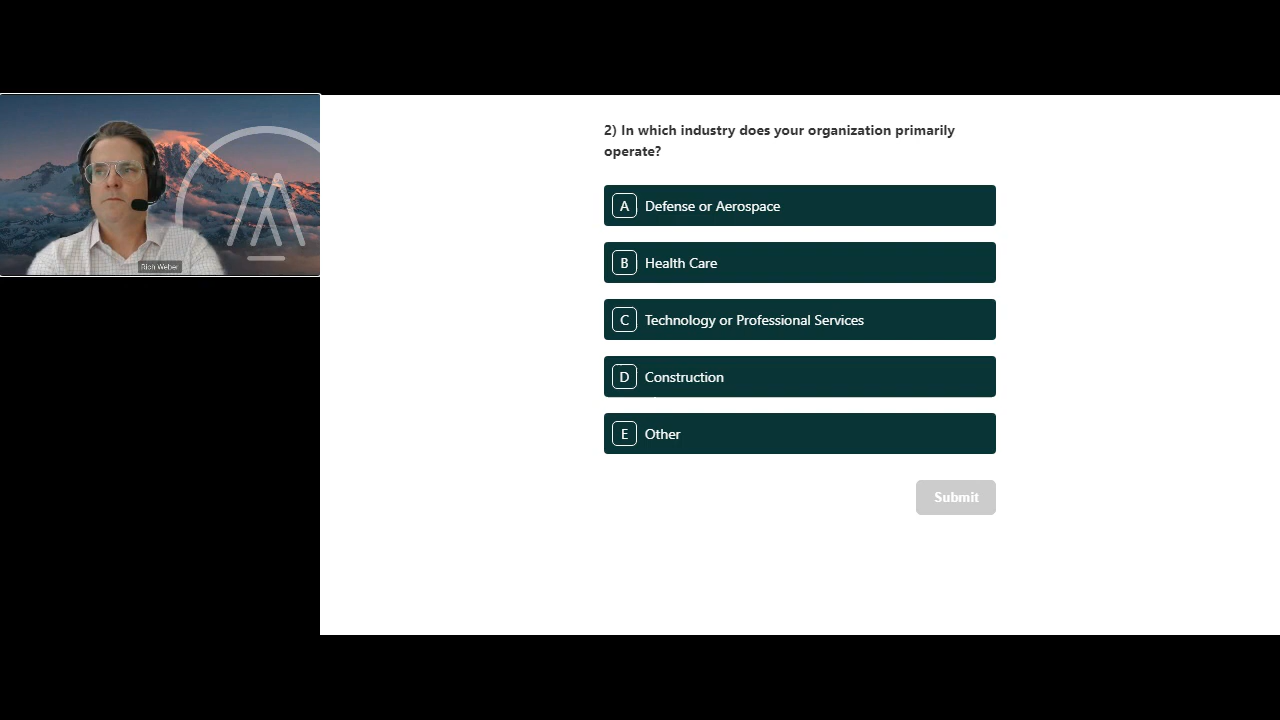 2) In which industry does your organization primarily
operate?
A Defense or Aerospace
B Health Care
C Technology or Professional Services
D Construction
E Other
Submit
Rich Weber